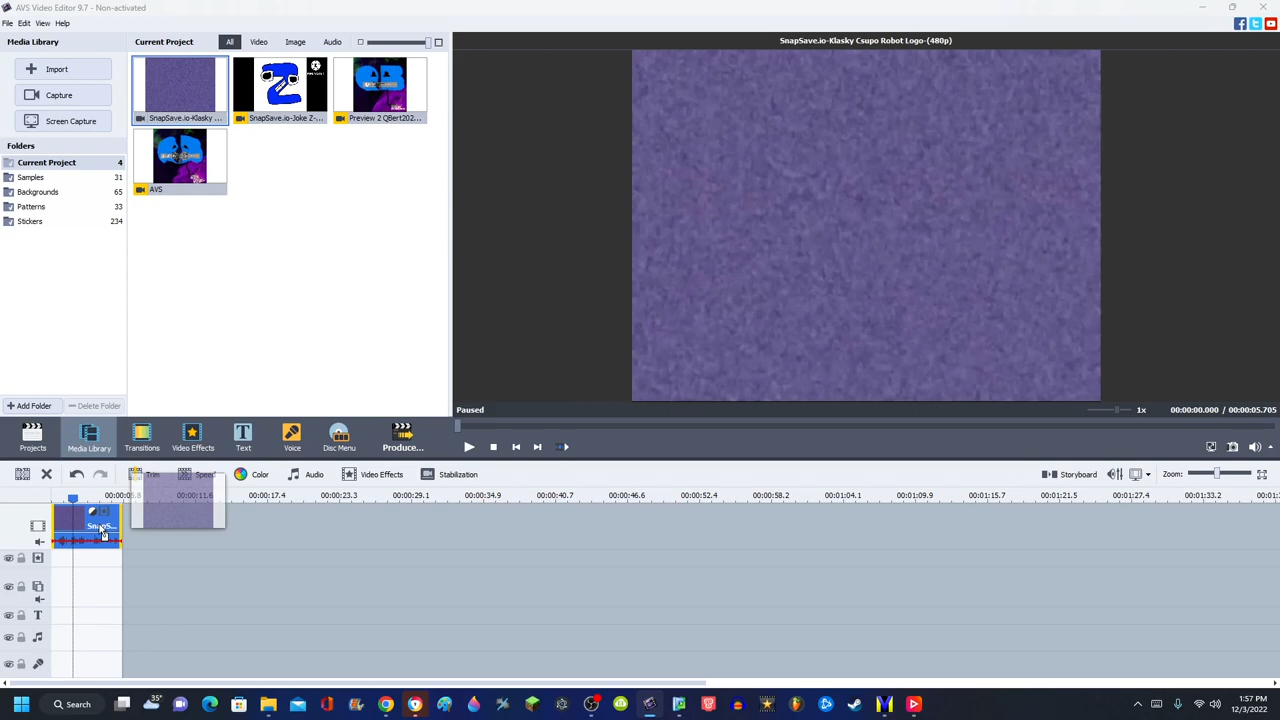 AVS Video Editor 9.7 - Non-activated
File Edit View Help
Media Library
Current Project
All
Video
Image
Audio
SnapSave.io-Klasky Csupo Robot Logo-(480p)
Import
Capture
Screen Capture
Folders
Current Project 4
Samples 31
Backgrounds 65
Patterns 33
Stickers 234
SnapSave.io-Klasky ...
SnapSave.io-Joke Z-...
Preview 2 QBert202...
AVS
+ Add Folder
Delete Folder
Paused
1x
00:00:00.000 / 00:00:05.705
Projects
Media Library
Transitions
Video Effects
Text
Voice
Disc Menu
Produce...
Trim
Speed
Color
Audio
Video Effects
Stabilization
Storyboard
Zoom:
00:00:05.8
00:00:11.6
00:00:17.4
00:00:23.3
00:00:29.1
00:00:34.9
00:00:40.7
00:00:46.6
00:00:52.4
00:00:58.2
00:01:04.1
00:01:09.9
00:01:15.7
00:01:21.5
00:01:27.4
00:01:33.2
SnapS...
T
35°
Search
1:57 PM
12/3/2022